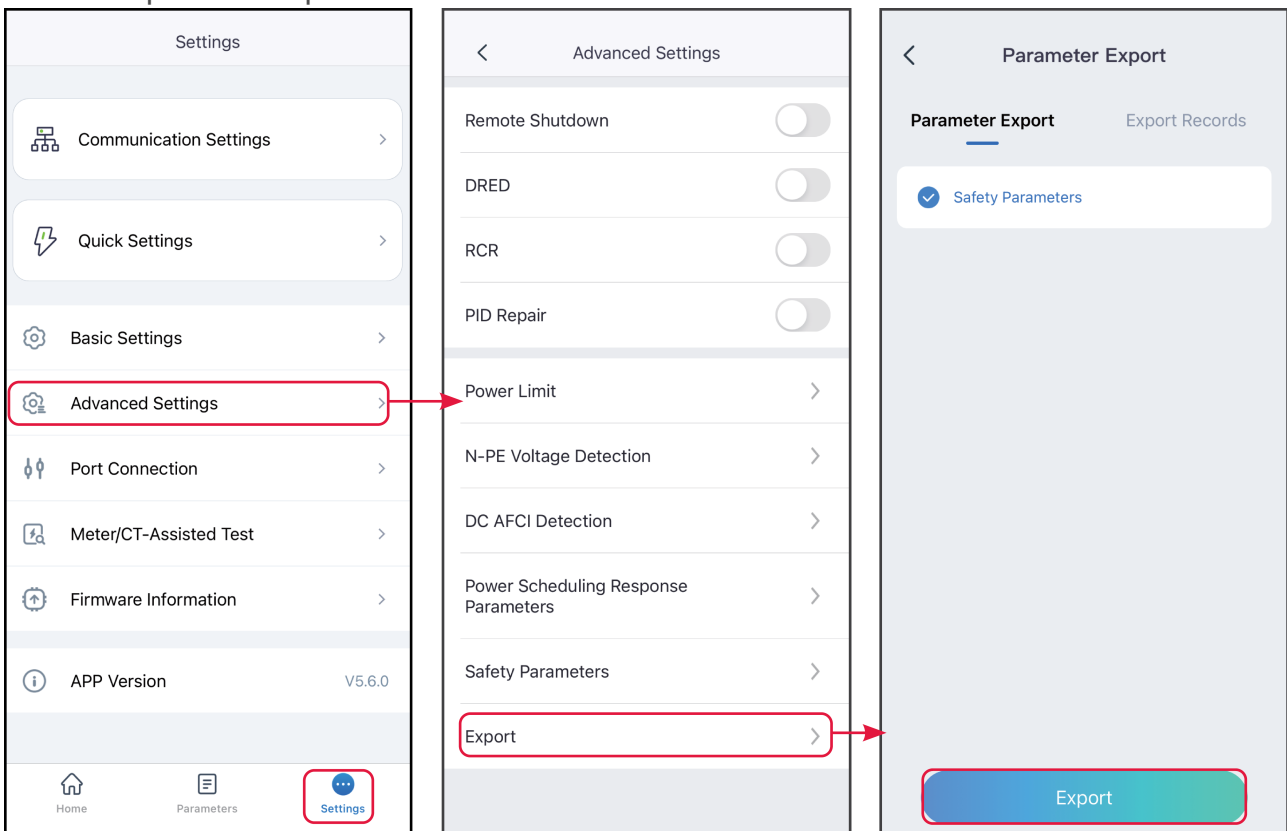 Settings
Communication Settings
Quick Settings
Basic Settings
Advanced Settings
Port Connection
Meter/CT-Assisted Test
Firmware Information
APP Version V5.6.0
Home Parameters Settings
Advanced Settings
Remote Shutdown
DRED
RCR
PID Repair
Power Limit
N-PE Voltage Detection
DC AFCI Detection
Power Scheduling Response
Parameters
Safety Parameters
Export
Parameter Export
Parameter Export Export Records
Safety Parameters
Export